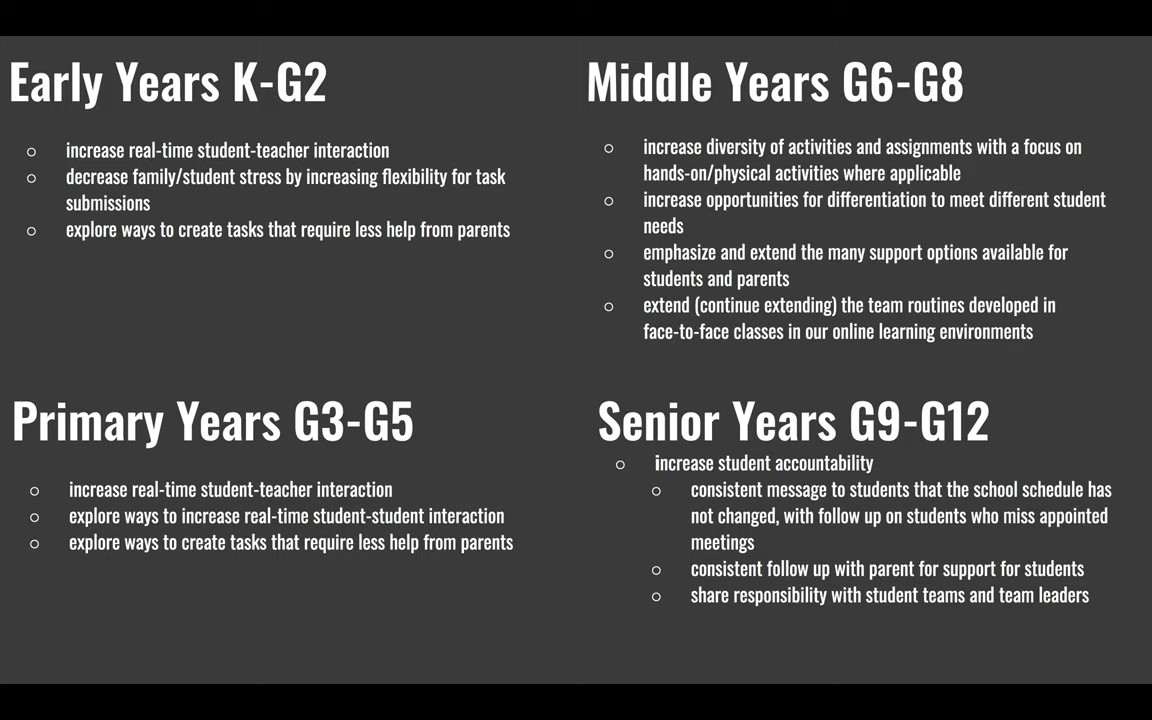 Early Years K-G2
increase real-time student-teacher interaction
decrease family/student stress by increasing flexibility for task
submissions
explore ways to create tasks that require less help from parents
Primary Years G3-G5
increase real-time student-teacher interaction
explore ways to increase real-time student-student interaction
explore ways to create tasks that require less help from parents
Middle Years G6-G8
increase diversity of activities and assignments with a focus on
hands-on/physical activities where applicable
increase opportunities for differentiation to meet different student
needs
emphasize and extend the many support options available for
students and parents
extend (continue extending) the team routines developed in
face-to-face classes in our online learning environments
Senior Years G9-G12
increase student accountability
consistent message to students that the school schedule has
not changed, with follow up on students who miss appointed
meetings
consistent follow up with parent for support for students
share responsibility with student teams and team leaders